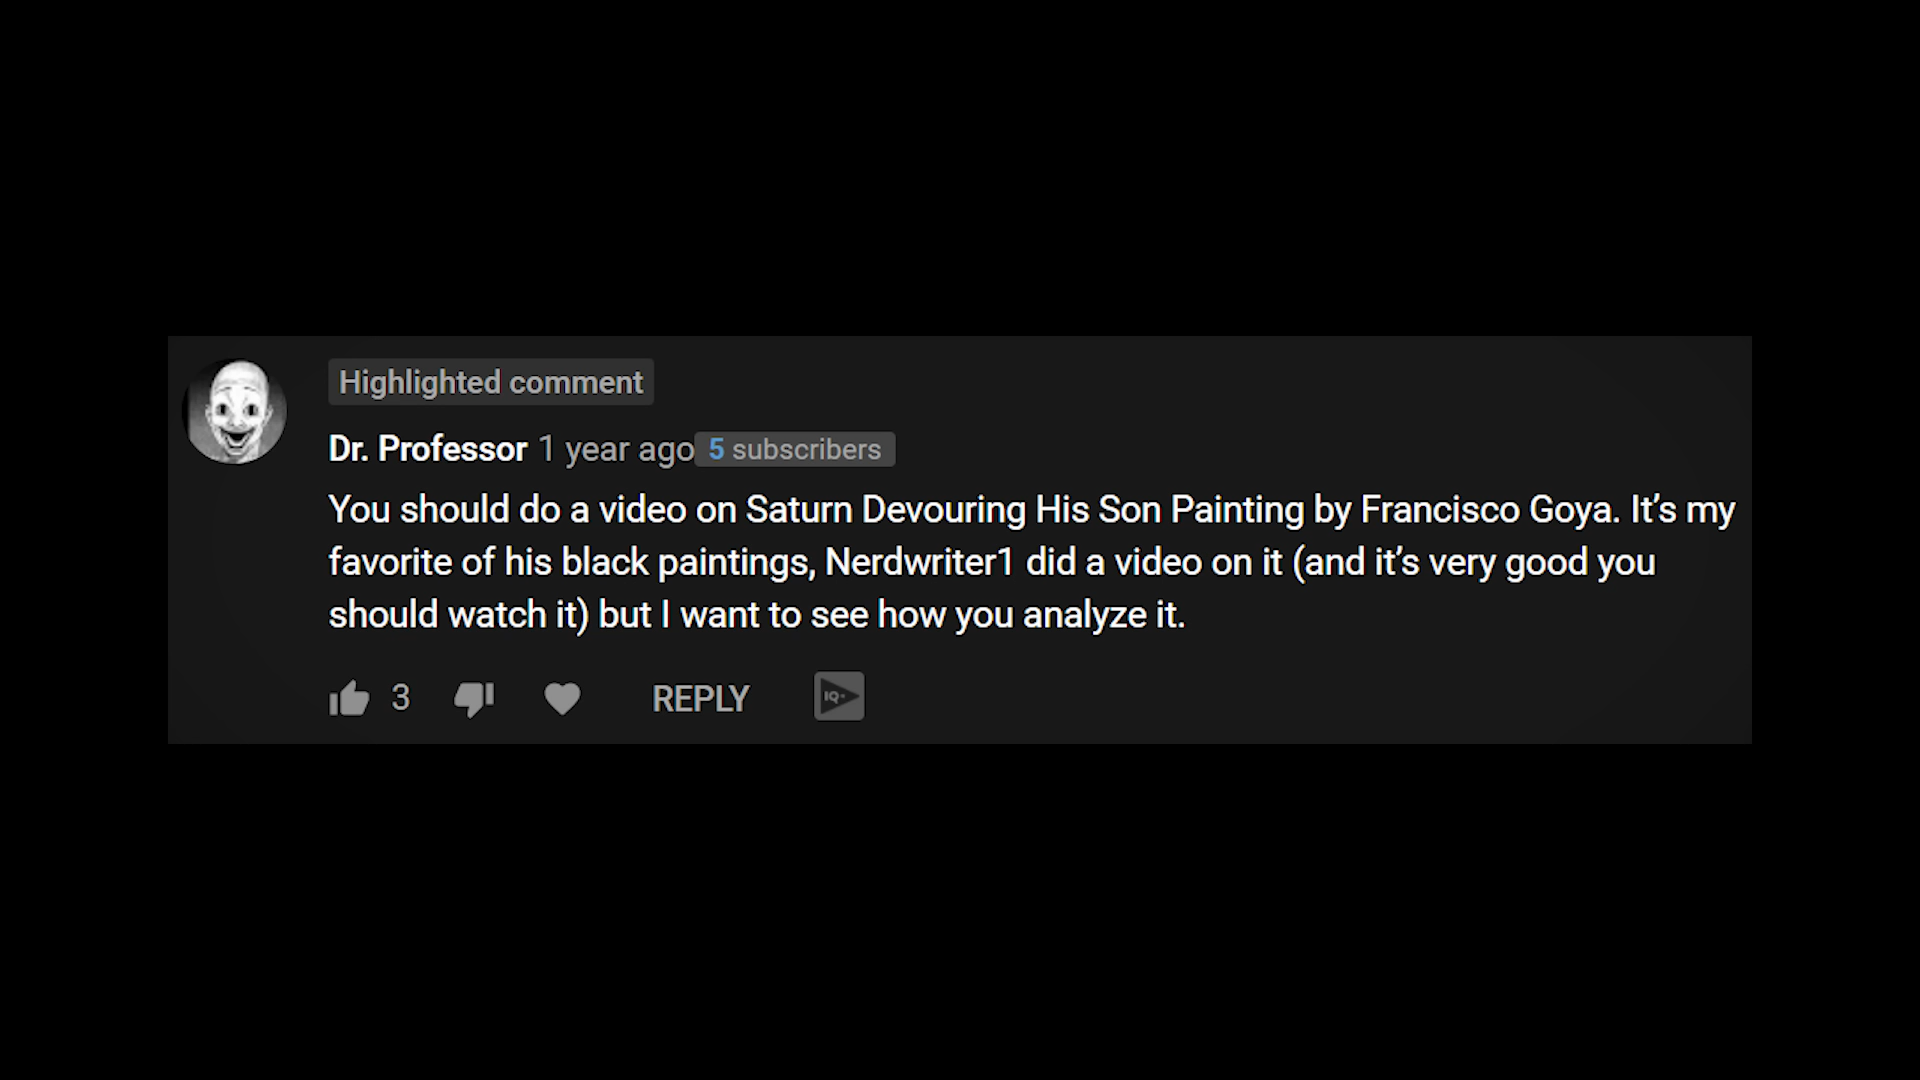 Highlighted comment
Dr. Professor 1 year ago 5 subscribers
You should do a video on Saturn Devouring His Son Painting by Francisco Goya. It’s my
favorite of his black paintings, Nerdwriter1 did a video on it (and it’s very good you
should watch it) but I want to see how you analyze it.
3 REPLY IQ